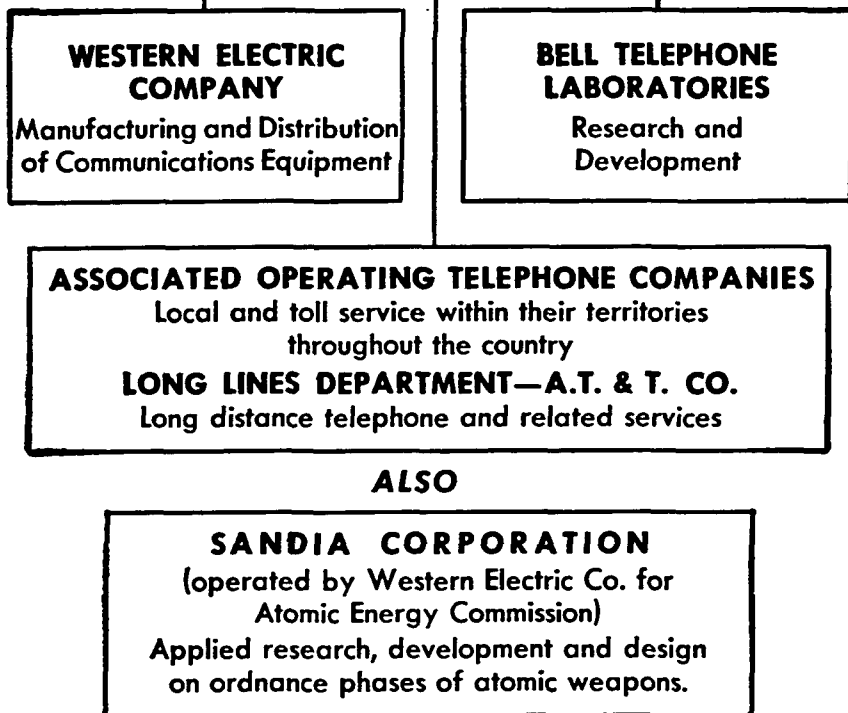 WESTERN ELECTRIC
COMPANY
Manufacturing and Distribution
of Communications Equipment
BELL TELEPHONE
LABORATORIES
Research and
Development
ASSOCIATED OPERATING TELEPHONE COMPANIES
Local and toll service within their territories
throughout the country
LONG LINES DEPARTMENT—A.T. & T. CO.
Long distance telephone and related services
ALSO
SANDIA CORPORATION
(operated by Western Electric Co. for
Atomic Energy Commission)
Applied research, development and design
on ordnance phases of atomic weapons.